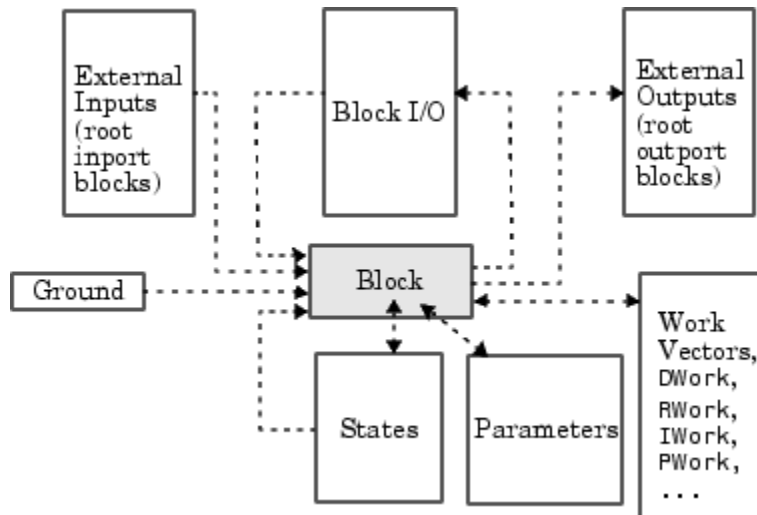 External
Inputs
(root
inport
blocks)
Block I/O
External
Outputs
(root
outport
blocks)
Ground
Block
Work
Vectors,
DWork,
RWork,
IWork,
PWork,
...
States
Parameters